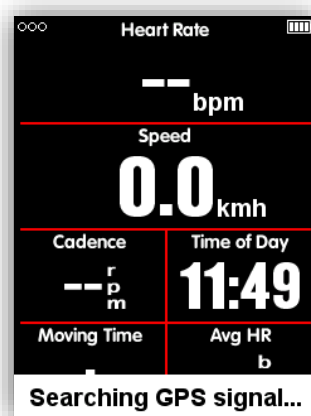 Heart Rate
-- bpm
Speed
0.0 kmh
Cadence
Time of Day
-- rpm
11:49
Moving Time
Avg HR
b
Searching GPS signal...